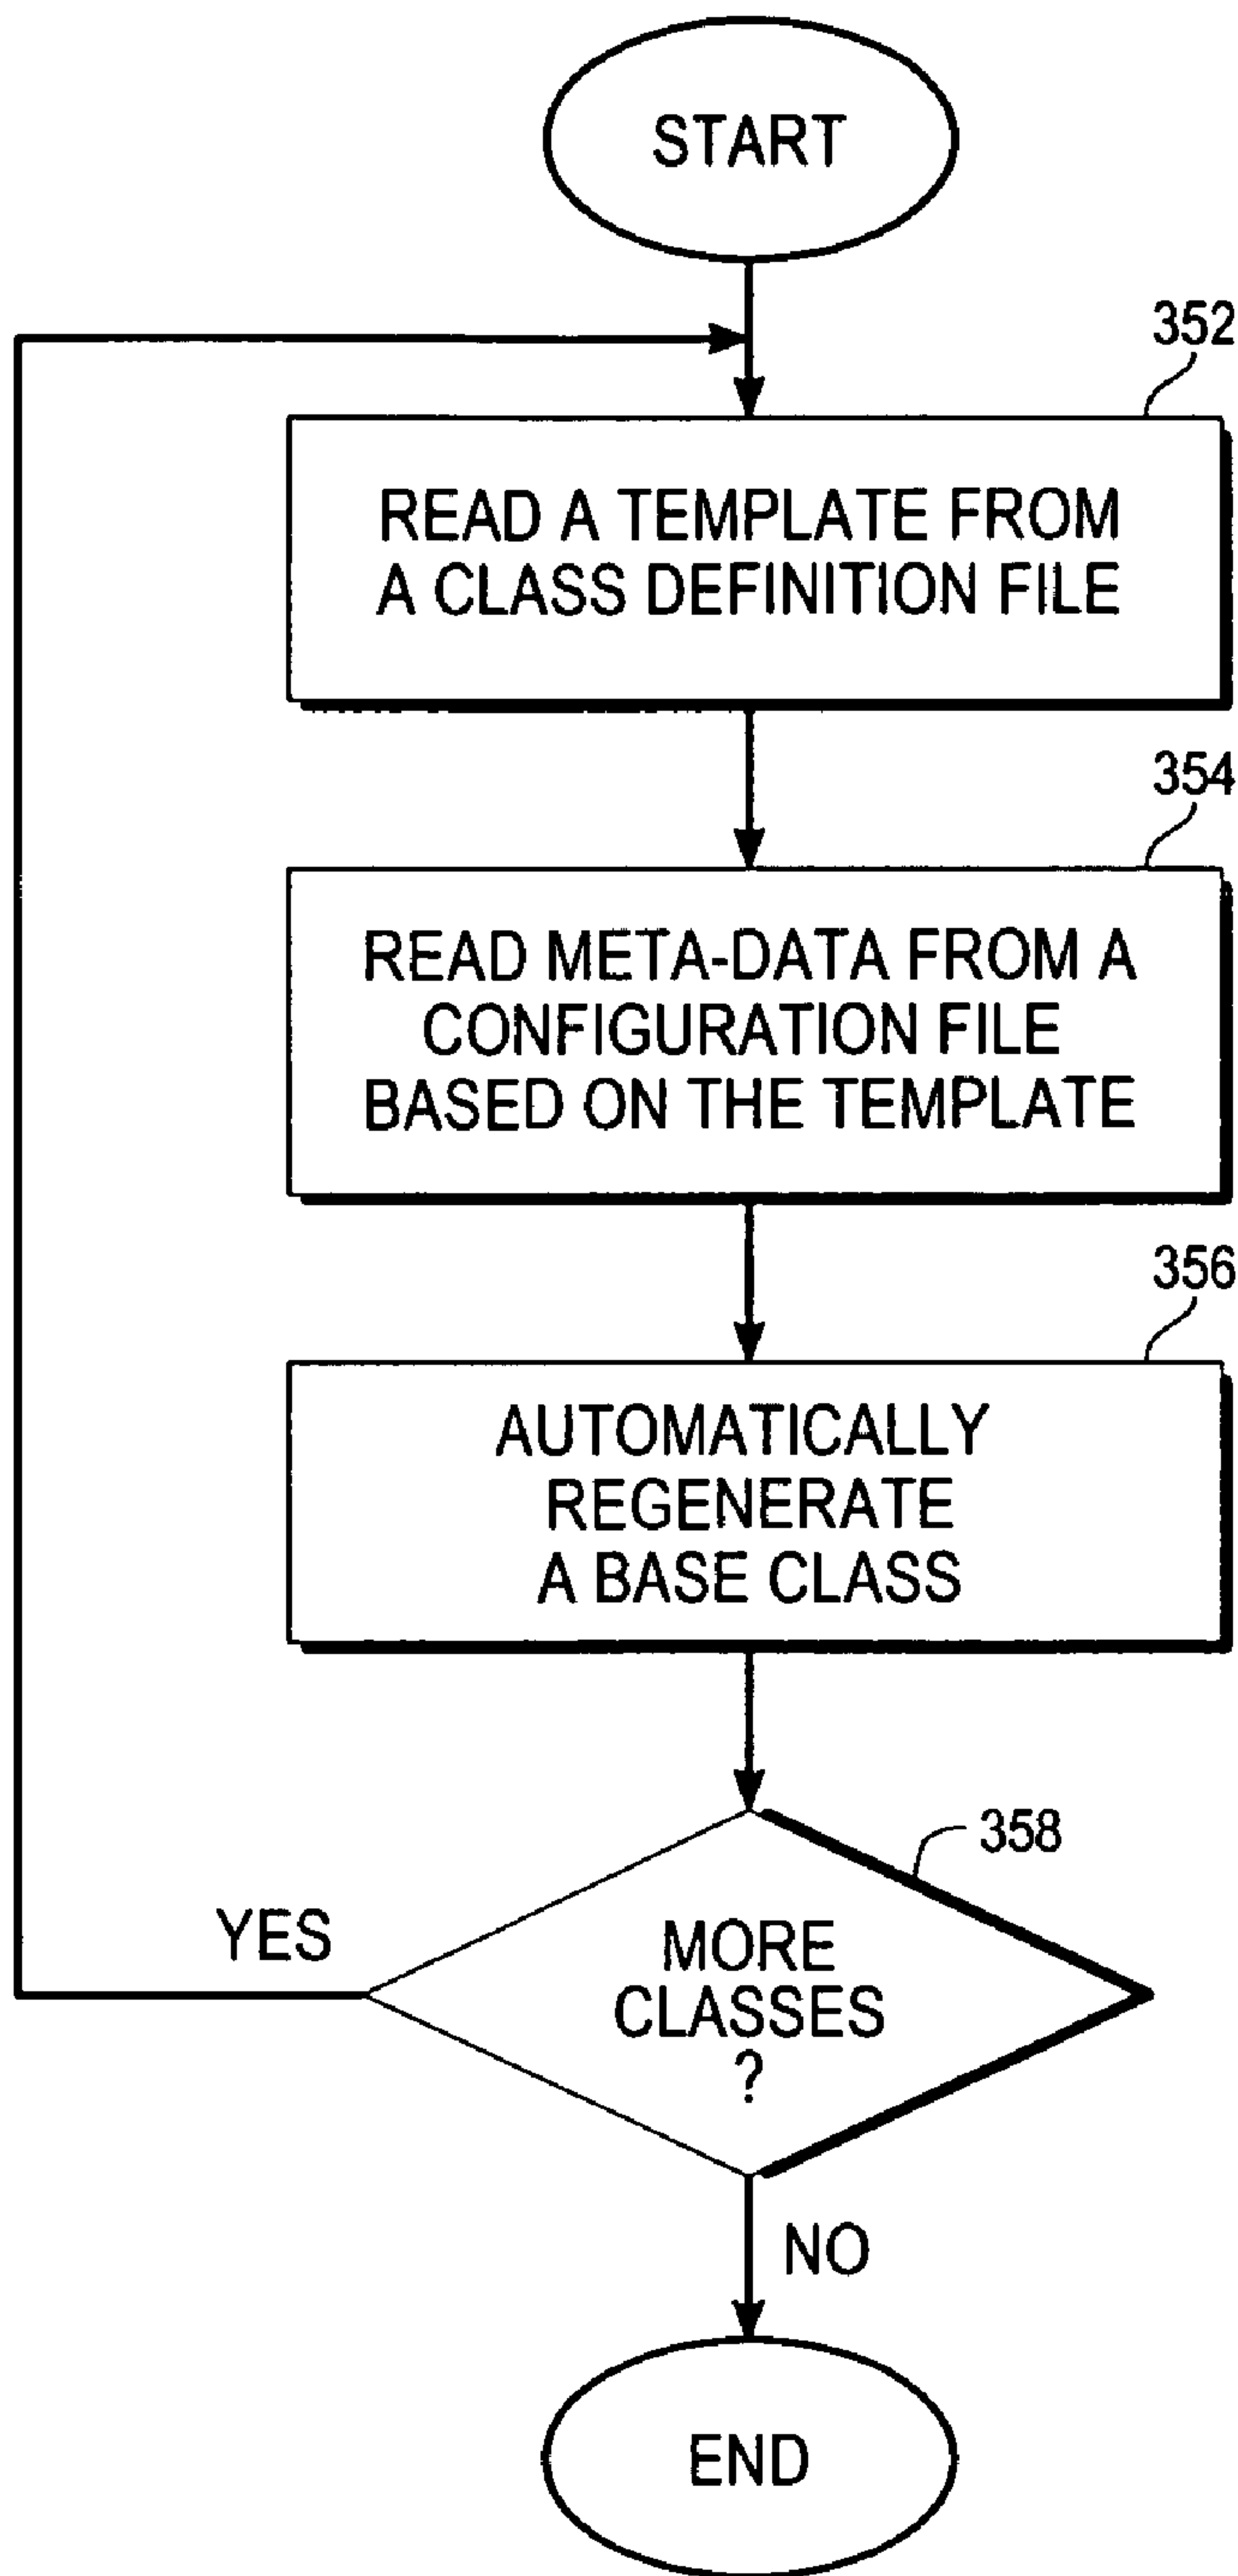 START
352
READ A TEMPLATE FROM
A CLASS DEFINITION FILE
354
READ META-DATA FROM A
CONFIGURATION FILE
BASED ON THE TEMPLATE
356
AUTOMATICALLY
REGENERATE
A BASE CLASS
358
YES
MORE
CLASSES
?
NO
END